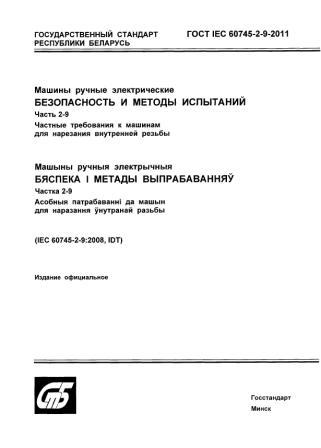 ГОСУДАРСТВЕННЫЙ СТАНДАРТ
РЕСПУБЛИКИ БЕЛАРУСЬ
ГОСТ IEC 60745-2-9-2011
Машины ручные электрические
БЕЗОПАСНОСТЬ И МЕТОДЫ ИСПЫТАНИЙ
Часть 2-9
Частные требования к машинам
для нарезания внутренней резьбы
Машыны ручныя электрычныя
БЯСПЕКА І МЕТАДЫ ВЫПРАБАВАННЯЎ
Частка 2-9
Асобныя патрабаванні да машын
для наразання ўнутранай разьбы
(IEC 60745-2-9:2008, IDT)
Издание официальное
СТБ
Госстандарт
Минск